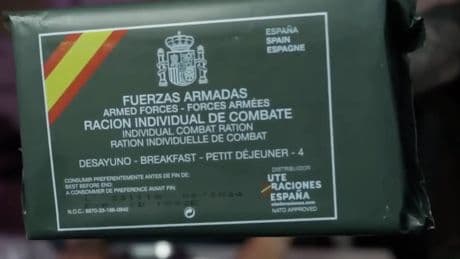 ESPAÑA
SPAIN
ESPAGNE
FUERZAS ARMADAS
ARMED FORCES - FORCES ARMÉES
RACION INDIVIDUAL DE COMBATE
INDIVIDUAL COMBAT RATION
RATION INDIVIDUELLE DE COMBAT
DESAYUNO - BREAKFAST - PETIT DÉJEUNER - 4
CONSUMIR PREFERENTEMENTE ANTES DE FIN DE:
BEST BEFORE END
A CONSOMMER DE PREFERENCE AVANT FIN:
DISTRIBUIDOR
UTE
RACIONES
ESPAÑA
NATO APPROVED